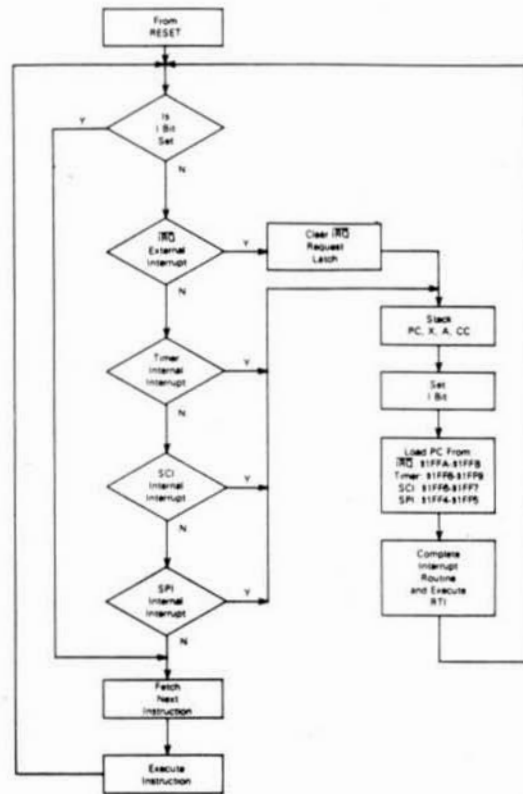 From
RESET
Is
I Bit
Set
Y
N
IRQ
External
Interrupt
Y
N
Clear IRQ
Request
Latch
Stack
PC, X, A, CC
Timer
Internal
Interrupt
Y
N
Set
I Bit
Load PC From
IRQ: $1FFA-$1FFB
Timer: $1FF8-$1FF9
SCI: $1FF6-$1FF7
SPI: $1FF4-$1FF5
SCI
Internal
Interrupt
Y
N
Complete
Interrupt
Routine
and Execute
RTI
SPI
Internal
Interrupt
Y
N
Fetch
Next
Instruction
Execute
Instruction